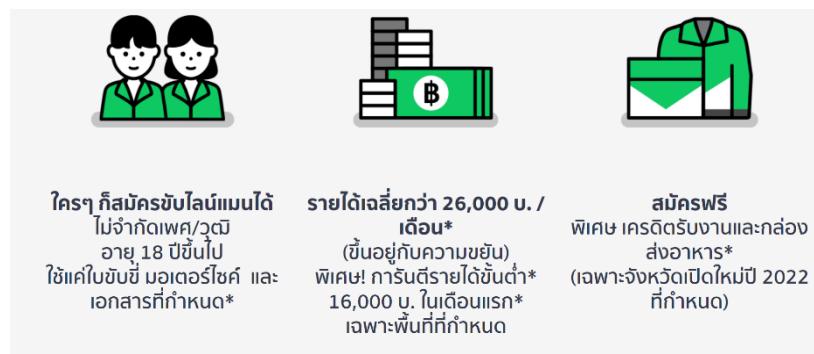 ฿
ใครๆ ก็สมัครขับไลน์แมนได้
ไม่จำกัดเพศ/วุฒิ
อายุ 18 ปีขึ้นไป
ใช้แค่ใบขับขี่ มอเตอร์ไซค์ และ
เอกสารที่กำหนด*
รายได้เฉลี่ยกว่า 26,000 บ. /
เดือน*
(ขึ้นอยู่กับความขยัน)
พิเศษ! การันตีรายได้ขั้นต่ำ*
16,000 บ. ในเดือนแรก*
เฉพาะพื้นที่ที่กำหนด
สมัครฟรี
พิเศษ เครดิตรับงานและกล่อง
ส่งอาหาร*
(เฉพาะจังหวัดเปิดใหม่ปี 2022
ที่กำหนด)